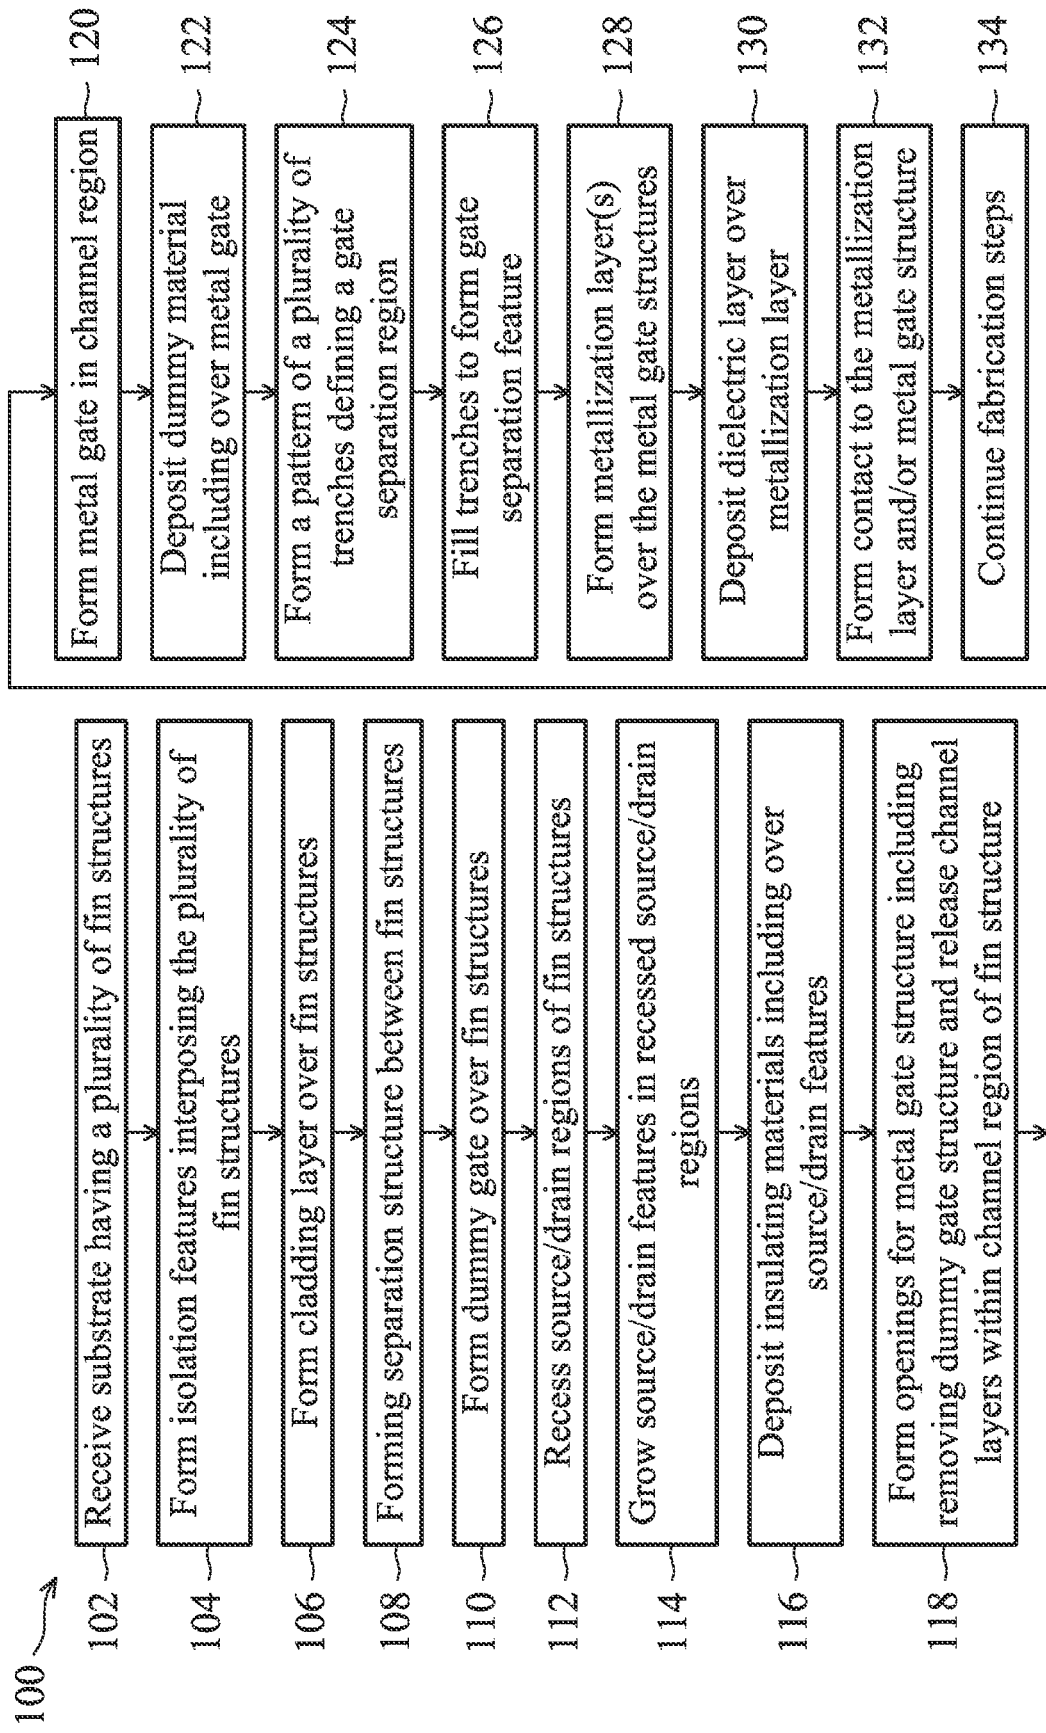 100
102
Receive substrate having a plurality of fin structures
104
Form isolation features interposing the plurality of
fin structures
106
Form cladding layer over fin structures
108
Forming separation structure between fin structures
110
Form dummy gate over fin structures
112
Recess source/drain regions of fin structures
114
Grow source/drain features in recessed source/drain
regions
116
Deposit insulating materials including over
source/drain features
118
Form openings for metal gate structure including
removing dummy gate structure and release channel
layers within channel region of fin structure
Form metal gate in channel region
120
Deposit dummy material
including over metal gate
122
Form a pattern of a plurality of
trenches defining a gate
separation region
124
Fill trenches to form gate
separation feature
126
Form metallization layer(s)
over the metal gate structures
128
Deposit dielectric layer over
metallization layer
130
Form contact to the metallization
layer and/or metal gate structure
132
Continue fabrication steps
134